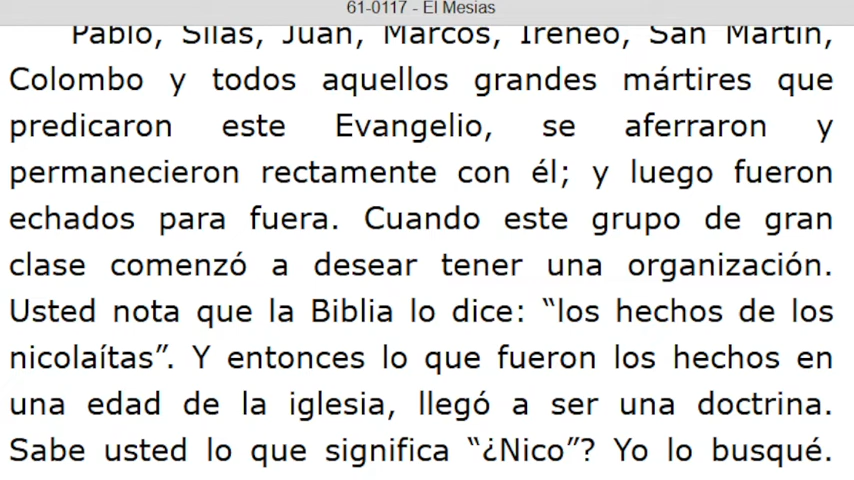 61-0117 - El Mesias
Pablo, Silas, Juan, Marcos, Ireneo, San Martín,
Colombo y todos aquellos grandes mártires que
predicaron este Evangelio, se aferraron y
permanecieron rectamente con él; y luego fueron
echados para fuera. Cuando este grupo de gran
clase comenzó a desear tener una organización.
Usted nota que la Biblia lo dice: “los hechos de los
nicolaítas”. Y entonces lo que fueron los hechos en
una edad de la iglesia, llegó a ser una doctrina.
Sabe usted lo que significa “¿Nico”? Yo lo busqué.